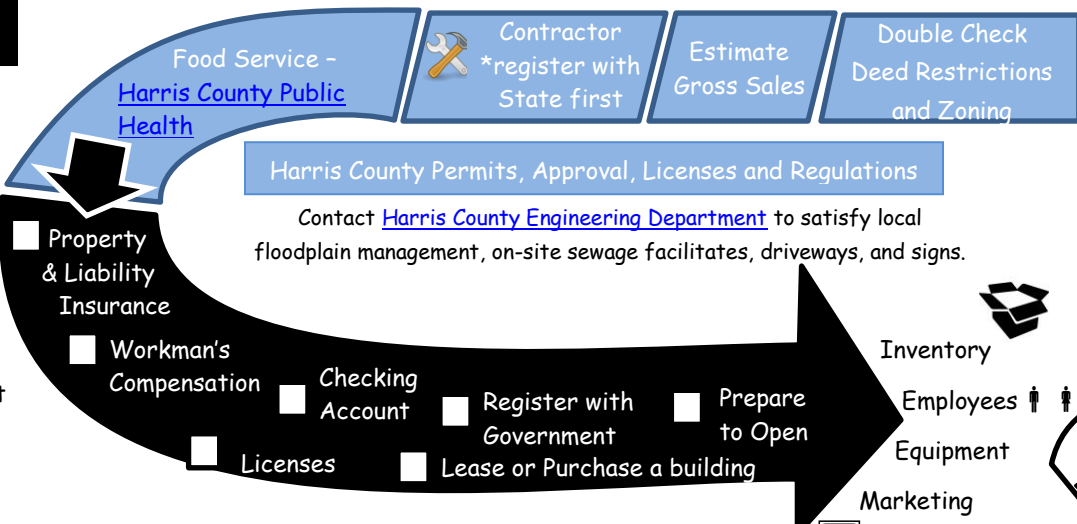 Food Service –
Harris County Public
Health
Contractor
*register with
State first
Estimate
Gross Sales
Double Check
Deed Restrictions
and Zoning
Harris County Permits, Approval, Licenses and Regulations
Contact Harris County Engineering Department to satisfy local
floodplain management, on-site sewage facilitates, driveways, and signs.
Property
& Liability
Insurance
Workman's
Compensation
Checking
Account
Register with
Government
Prepare
to Open
Licenses
Lease or Purchase a building
Inventory
Employees
Equipment
Marketing